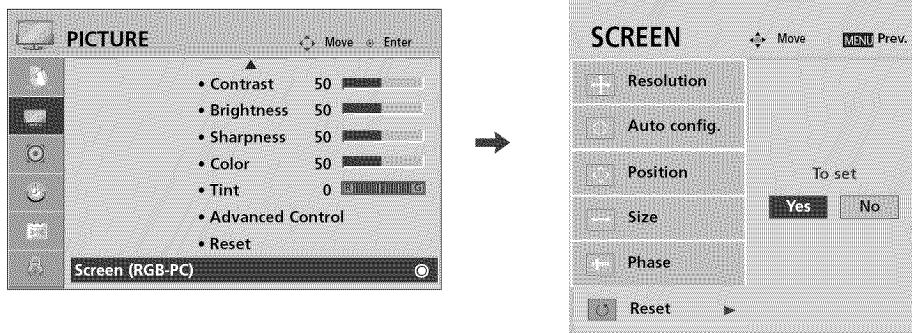 PICTURE
Move Enter
• Contrast 50
• Brightness 50
• Sharpness 50
• Color 50
• Tint 0 R G
• Advanced Control
• Reset
Screen (RGB-PC)
SCREEN
Move MENU Prev.
Resolution
Auto config.
Position
Size
Phase
Reset
To set
Yes No